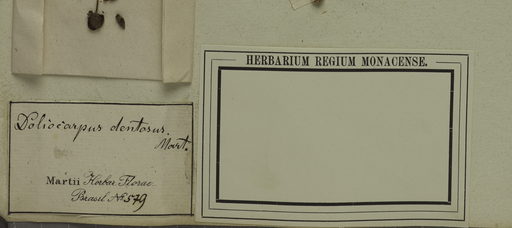 HERBARIUM REGIUM MONACENSE.
Doliocarpus dentosus
Mart.
Martii Herbar. Florae
Brasil. No. 579